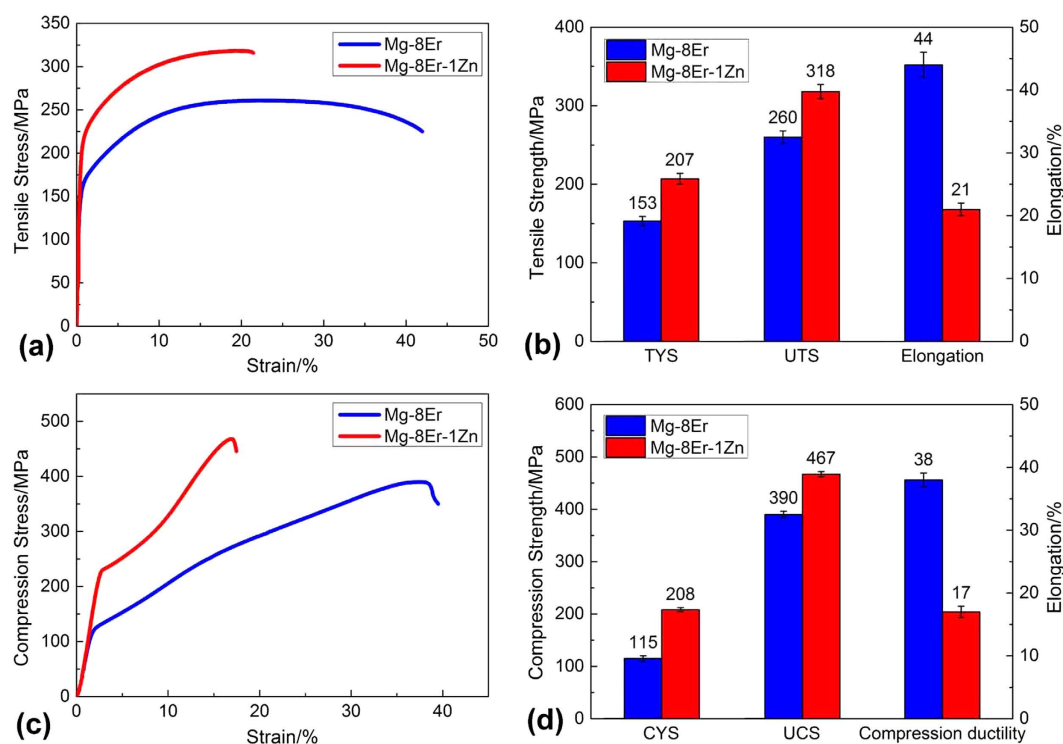 350
300
250
200
150
100
50
0
Tensile Stress/MPa
Mg-8Er
Mg-8Er-1Zn
0 10 20 30 40 50
Strain/%
(a)
400
300
200
100
0
Tensile Strength/MPa
Mg-8Er
Mg-8Er-1Zn
153
207
260
318
44
21
50
40
30
20
10
0
Elongation/%
TYS UTS Elongation
(b)
500
400
300
200
100
0
Compression Stress/MPa
Mg-8Er
Mg-8Er-1Zn
0 10 20 30 40
Strain/%
(c)
600
500
400
300
200
100
0
Compression Strength/MPa
Mg-8Er
Mg-8Er-1Zn
115
208
390
467
38
17
50
40
30
20
10
0
Elongation/%
CYS UCS Compression ductility
(d)